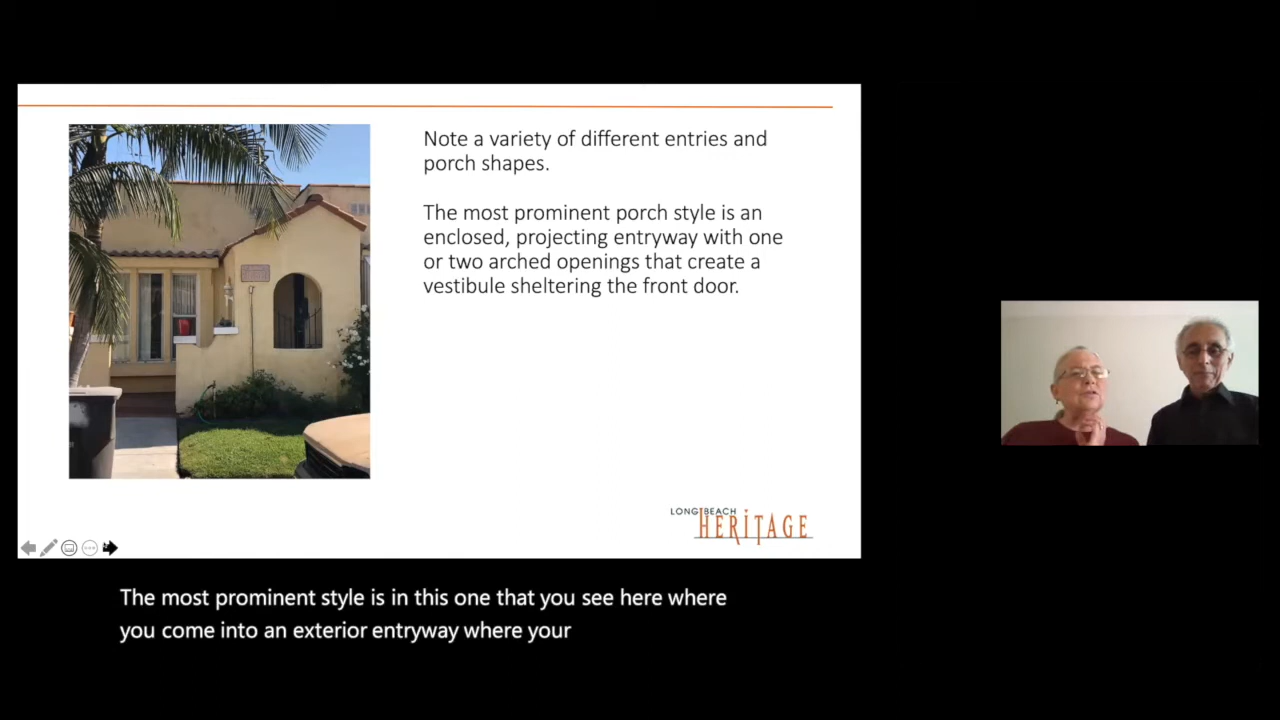 Note a variety of different entries and
porch shapes.
The most prominent porch style is an
enclosed, projecting entryway with one
or two arched openings that create a
vestibule sheltering the front door.
LONG BEACH
HERITAGE
The most prominent style is in this one that you see here where
you come into an exterior entryway where your